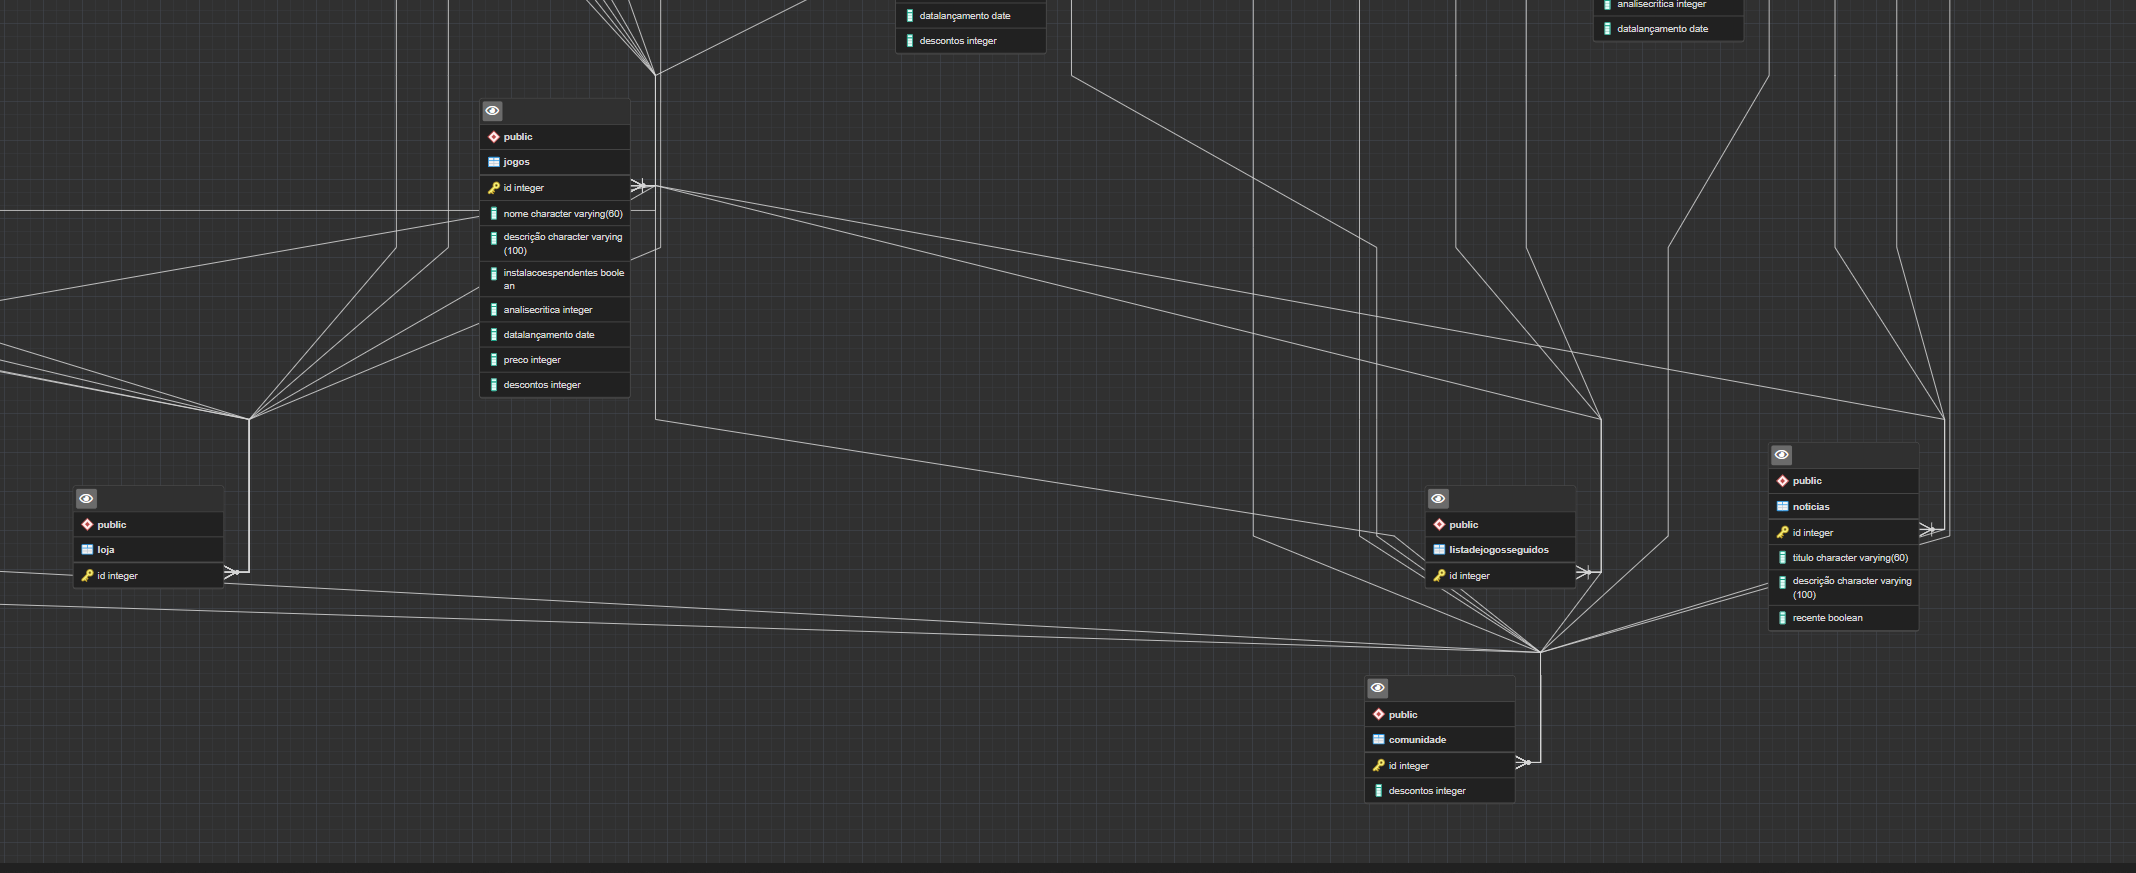 datalançamento date
descontos integer
analisecritica integer
datalançamento date
public
jogos
id integer
nome character varying(60)
descrição character varying
(100)
instalacoespendentes boole
an
analisecritica integer
datalançamento date
preco integer
descontos integer
public
loja
id integer
public
listadejogosseguidos
id integer
public
noticias
id integer
titulo character varying(60)
descrição character varying
(100)
recente boolean
public
comunidade
id integer
descontos integer